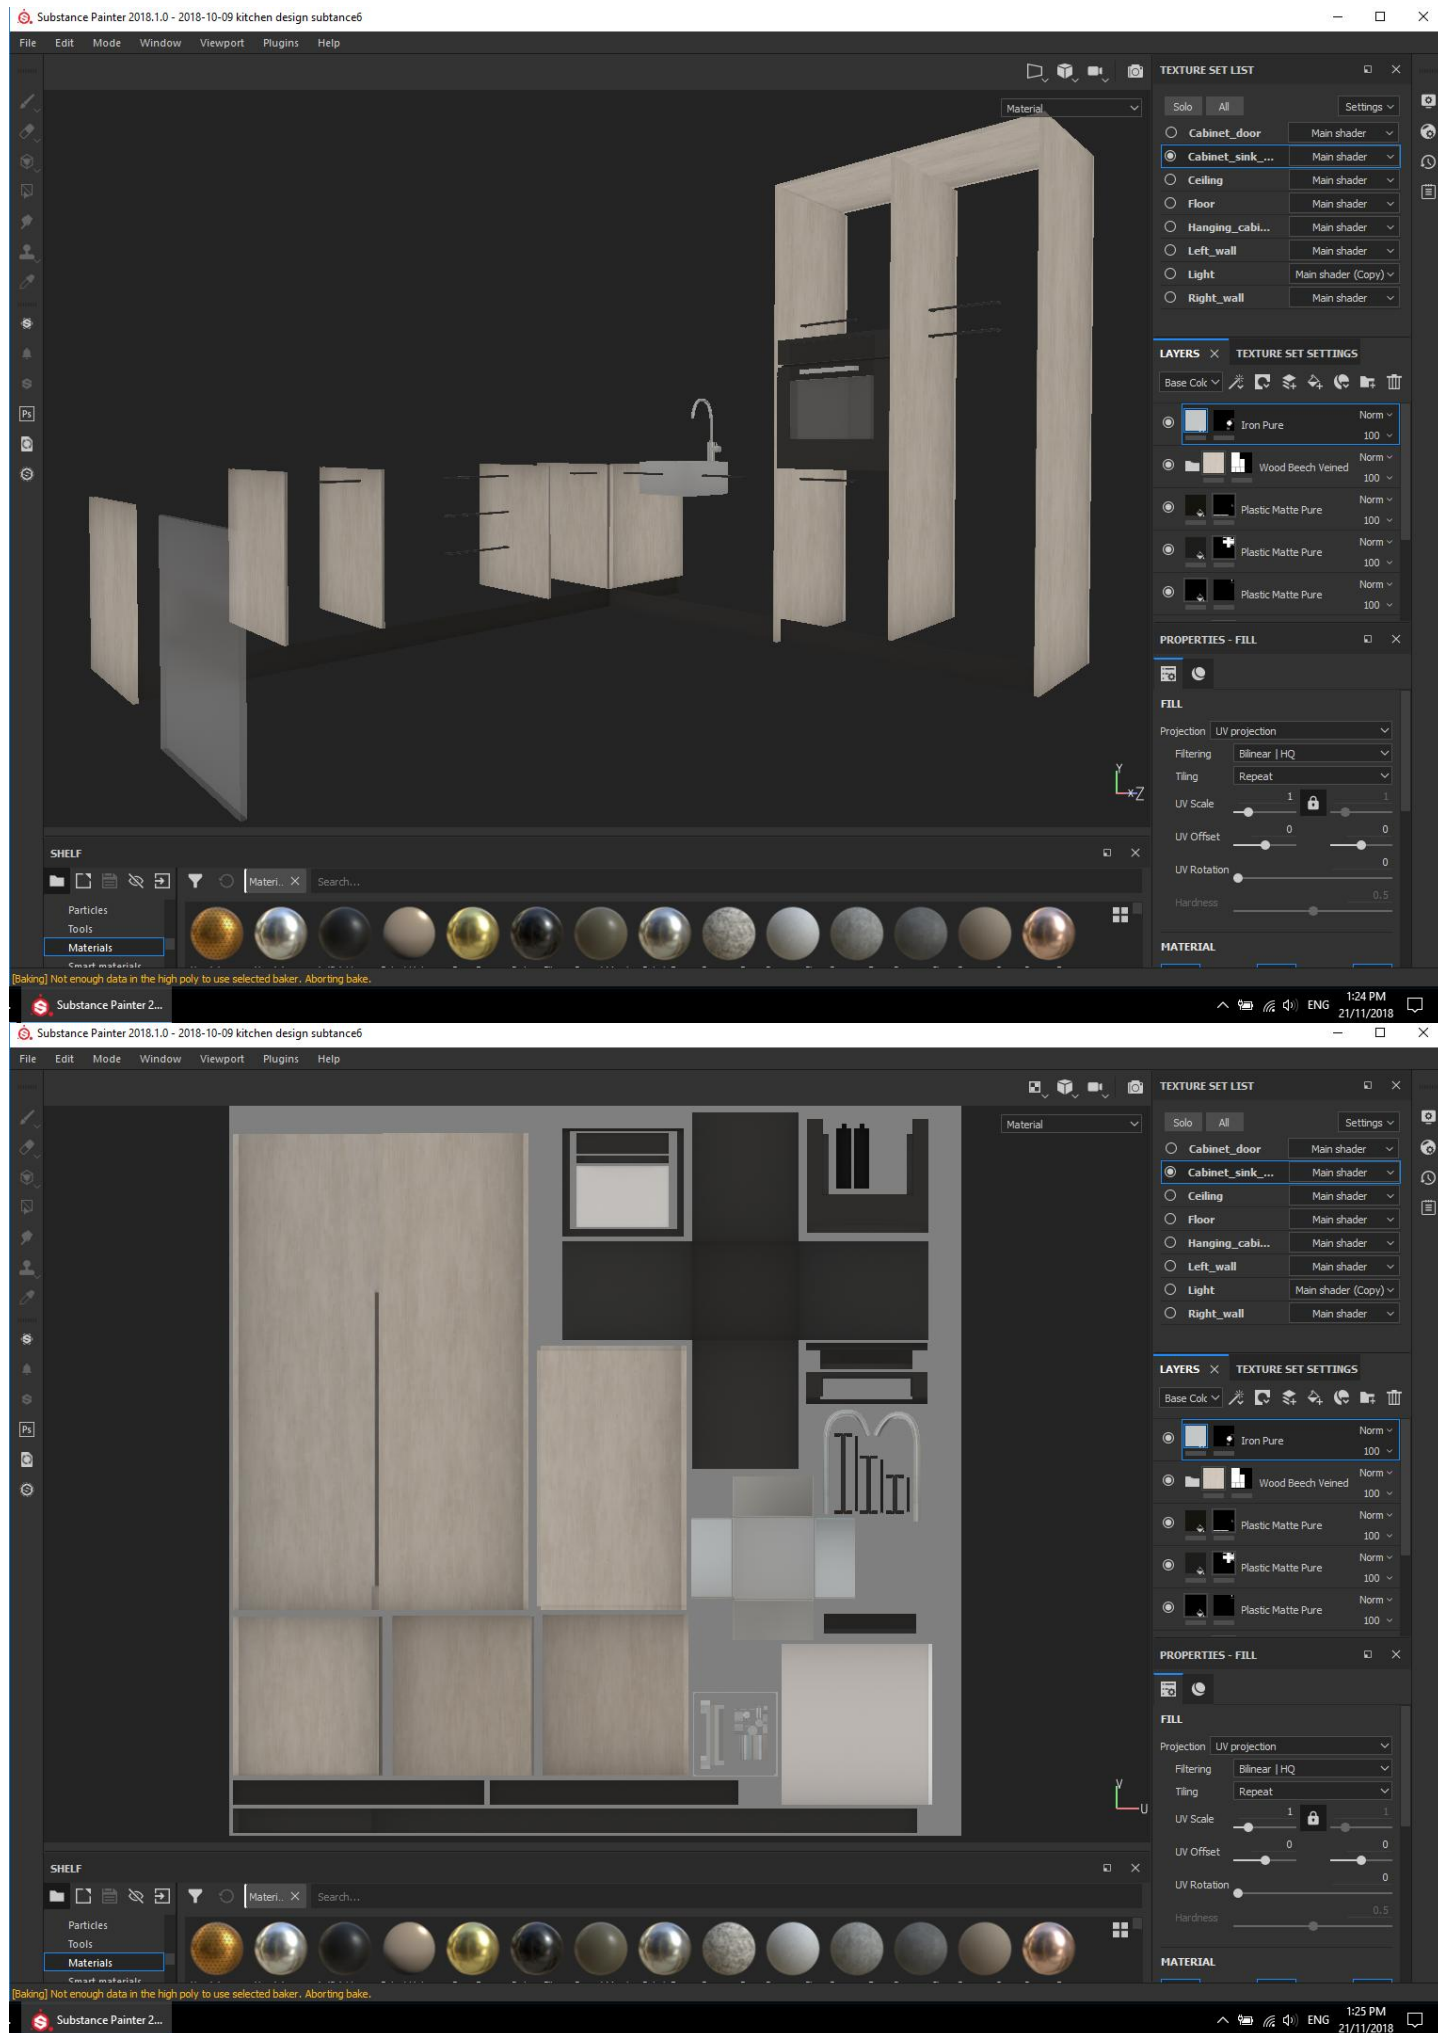 Substance Painter 2018.1.0 - 2018-10-09 kitchen design subtance6
File Edit Mode Window Viewport Plugins Help
Material
TEXTURE SET LIST
Solo All Settings
Cabinet_door Main shader
Cabinet_sink_... Main shader
Ceiling Main shader
Floor Main shader
Hanging_cabi... Main shader
Left_wall Main shader
Light Main shader (Copy)
Right_wall Main shader
LAYERS TEXTURE SET SETTINGS
Base Colc
Iron Pure Norm
100
Wood Beech Veined Norm
100
Plastic Matte Pure Norm
100
Plastic Matte Pure Norm
100
Plastic Matte Pure Norm
100
PROPERTIES - FILL
FILL
Projection UV projection
Filtering Bilinear | HQ
Tiling Repeat
UV Scale 1 1
UV Offset 0 0
UV Rotation 0
Hardness 0.5
MATERIAL
Y
Z
SHELF
Ps
Materi.. Search...
Particles
Tools
Materials
Smart materials
[Baking] Not enough data in the high poly to use selected baker. Aborting bake.
Substance Painter 2...
ENG 1:24 PM
21/11/2018
Substance Painter 2018.1.0 - 2018-10-09 kitchen design subtance6
File Edit Mode Window Viewport Plugins Help
Material
TEXTURE SET LIST
Solo All Settings
Cabinet_door Main shader
Cabinet_sink_... Main shader
Ceiling Main shader
Floor Main shader
Hanging_cabi... Main shader
Left_wall Main shader
Light Main shader (Copy)
Right_wall Main shader
LAYERS TEXTURE SET SETTINGS
Base Colc
Iron Pure Norm
100
Wood Beech Veined Norm
100
Plastic Matte Pure Norm
100
Plastic Matte Pure Norm
100
Plastic Matte Pure Norm
100
PROPERTIES - FILL
FILL
Projection UV projection
Filtering Bilinear | HQ
Tiling Repeat
UV Scale 1 1
UV Offset 0 0
UV Rotation 0
Hardness 0.5
MATERIAL
V
U
SHELF
Ps
Materi.. Search...
Particles
Tools
Materials
Smart materials
[Baking] Not enough data in the high poly to use selected baker. Aborting bake.
Substance Painter 2...
ENG 1:25 PM
21/11/2018